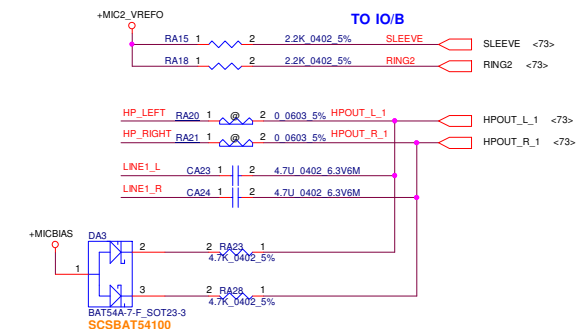 +MIC2_VREFO
TO IO/B
RA15 1 2 2.2K_0402_5% SLEEVE SLEEVE <73>
RA18 1 2 2.2K_0402_5% RING2 RING2 <73>
HP_LEFT RA20 1 @ 2 0_0603_5% HPOUT_L_1 HPOUT_L_1 <73>
HP_RIGHT RA21 1 @ 2 0_0603_5% HPOUT_R_1 HPOUT_R_1 <73>
LINE1_L CA23 1 2 4.7U_0402_6.3V6M
LINE1_R CA24 1 2 4.7U_0402_6.3V6M
+MICBIAS
DA3
2 2 RA23 1
4.7K_0402_5%
1
3 2 RA28 1
4.7K_0402_5%
BAT54A-7-F_SOT23-3
SCSBAT54100